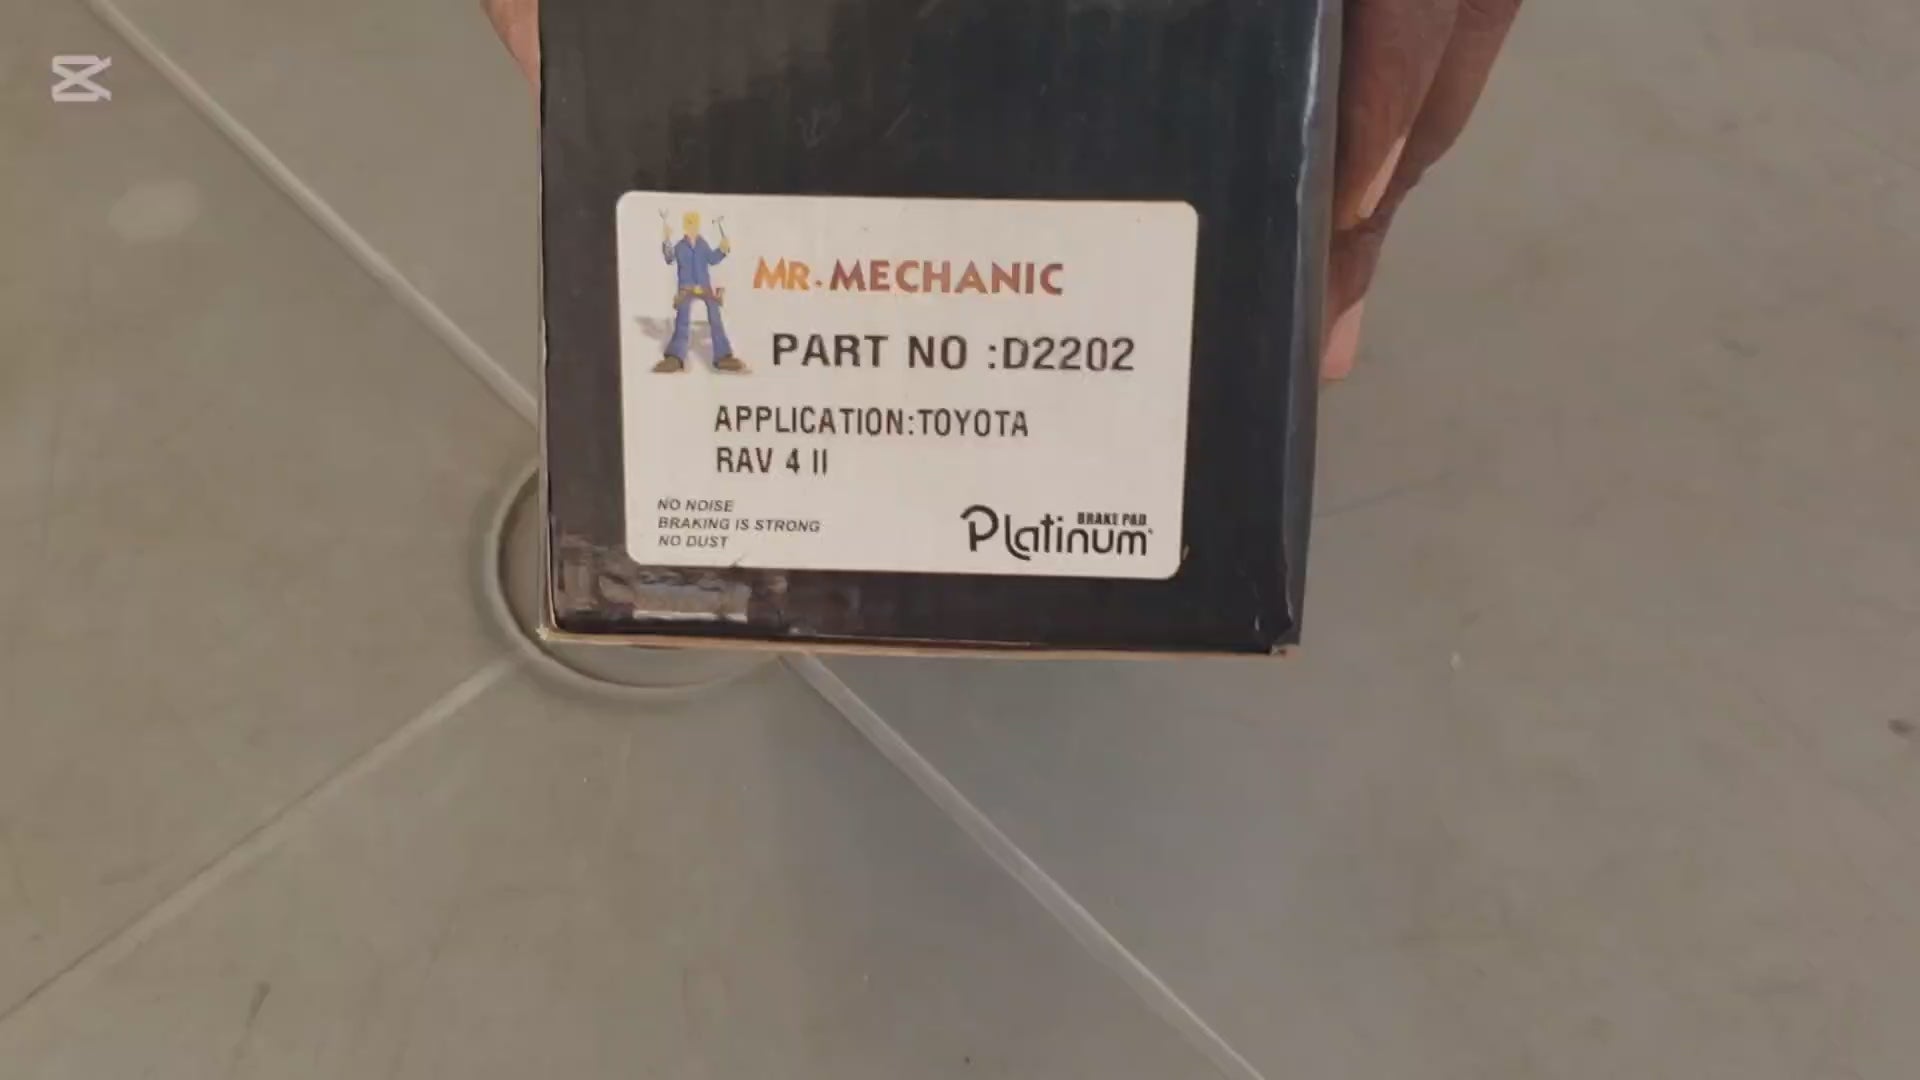 MR. MECHANIC
PART NO :D2202
APPLICATION:TOYOTA
RAV 4 II
NO NOISE
BRAKING IS STRONG
NO DUST
BRAKE PAD
Platinum